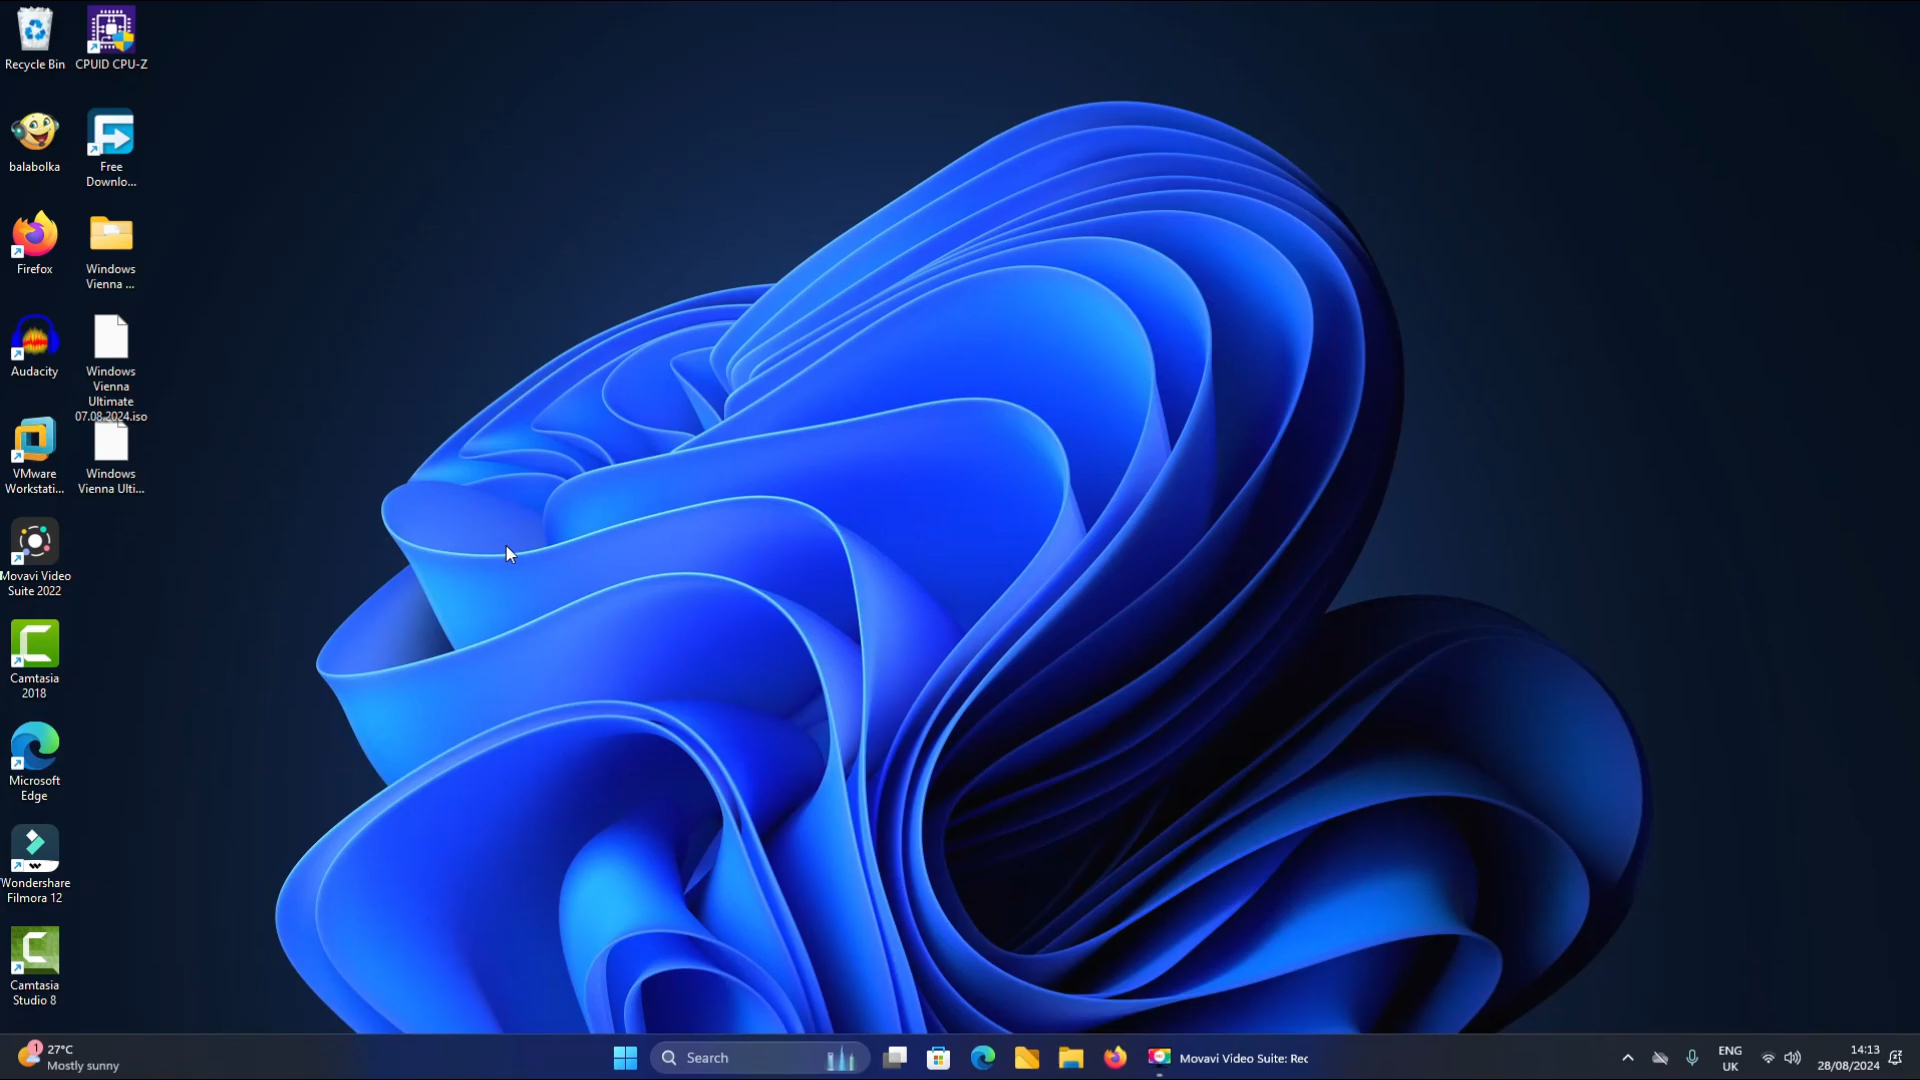 Recycle Bin
CPUID CPU-Z
balabolka
Free
Downlo...
Firefox
Windows
Vienna ...
Audacity
Windows
Vienna
Ultimate
07.08.2024.iso
VMware
Workstati...
Windows
Vienna Ulti...
Movavi Video
Suite 2022
Camtasia
2018
Microsoft
Edge
Wondershare
Filmora 12
Camtasia
Studio 8
1
27°C
Mostly sunny
Search
Movavi Video Suite: Rec
ENG
UK
14:13
28/08/2024